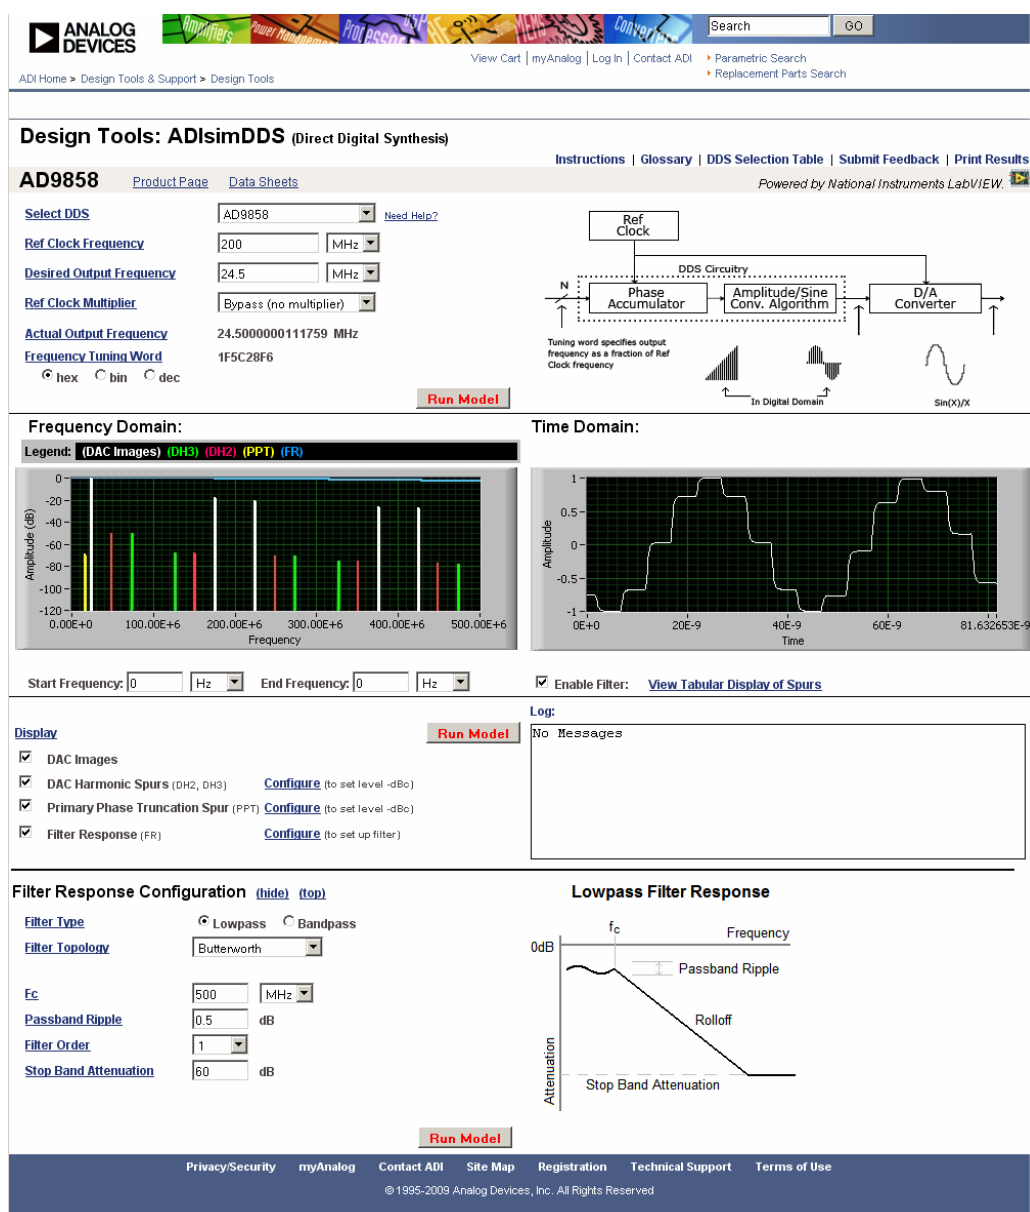 ANALOG
DEVICES
Amplifiers
Power Management
Processors
DSP
MEMS
Converters
Search
GO
View Cart | myAnalog | Log In | Contact ADI
Parametric Search
Replacement Parts Search
ADI Home > Design Tools & Support > Design Tools
Design Tools: ADIsimDDS (Direct Digital Synthesis)
Instructions | Glossary | DDS Selection Table | Submit Feedback | Print Results
AD9858 Product Page Data Sheets
Powered by National Instruments LabVIEW.
Select DDS AD9858 Need Help?
Ref Clock Frequency 200 MHz
Desired Output Frequency 24.5 MHz
Ref Clock Multiplier Bypass (no multiplier)
Actual Output Frequency 24.5000000111759 MHz
Frequency Tuning Word 1F5C28F6
hex bin dec
Run Model
Ref
Clock
DDS Circuitry
N
Phase
Accumulator
Amplitude/Sine
Conv. Algorithm
D/A
Converter
Tuning word specifies output
frequency as a fraction of Ref
Clock frequency
In Digital Domain
Sin(X)/X
Frequency Domain:
Legend: (DAC Images) (DH3) (DH2) (PPT) (FR)
Amplitude (dB)
0
-20
-40
-60
-80
-100
-120
0.00E+0 100.00E+6 200.00E+6 300.00E+6 400.00E+6 500.00E+6
Frequency
Time Domain:
Amplitude
1
0.5
0
-0.5
-1
0E+0 20E-9 40E-9 60E-9 81.632653E-9
Time
Start Frequency: 0 Hz End Frequency: 0 Hz
Enable Filter: View Tabular Display of Spurs
Display
Run Model
DAC Images
DAC Harmonic Spurs (DH2, DH3) Configure (to set level -dBc)
Primary Phase Truncation Spur (PPT) Configure (to set level -dBc)
Filter Response (FR) Configure (to set up filter)
Log:
No Messages
Filter Response Configuration (hide) (top)
Filter Type Lowpass Bandpass
Filter Topology Butterworth
Fc 500 MHz
Passband Ripple 0.5 dB
Filter Order 1
Stop Band Attenuation 60 dB
Run Model
Lowpass Filter Response
fc
Frequency
0dB
Passband Ripple
Rolloff
Stop Band Attenuation
Attenuation
Privacy/Security myAnalog Contact ADI Site Map Registration Technical Support Terms of Use
© 1995-2009 Analog Devices, Inc. All Rights Reserved